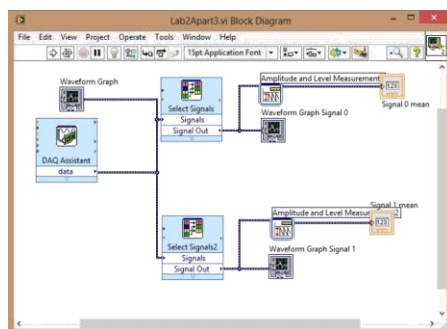 Lab2Apart3.vi Block Diagram
File Edit View Project Operate Tools Window Help
15pt Application Font
Waveform Graph
DAQ Assistant
data
Select Signals
Signals
Signal Out
Amplitude and Level Measurement
Signal 0 mean
Waveform Graph Signal 0
Select Signals2
Signals
Signal Out
Signal 1 mean
Amplitude and Level
Waveform Graph Signal 1